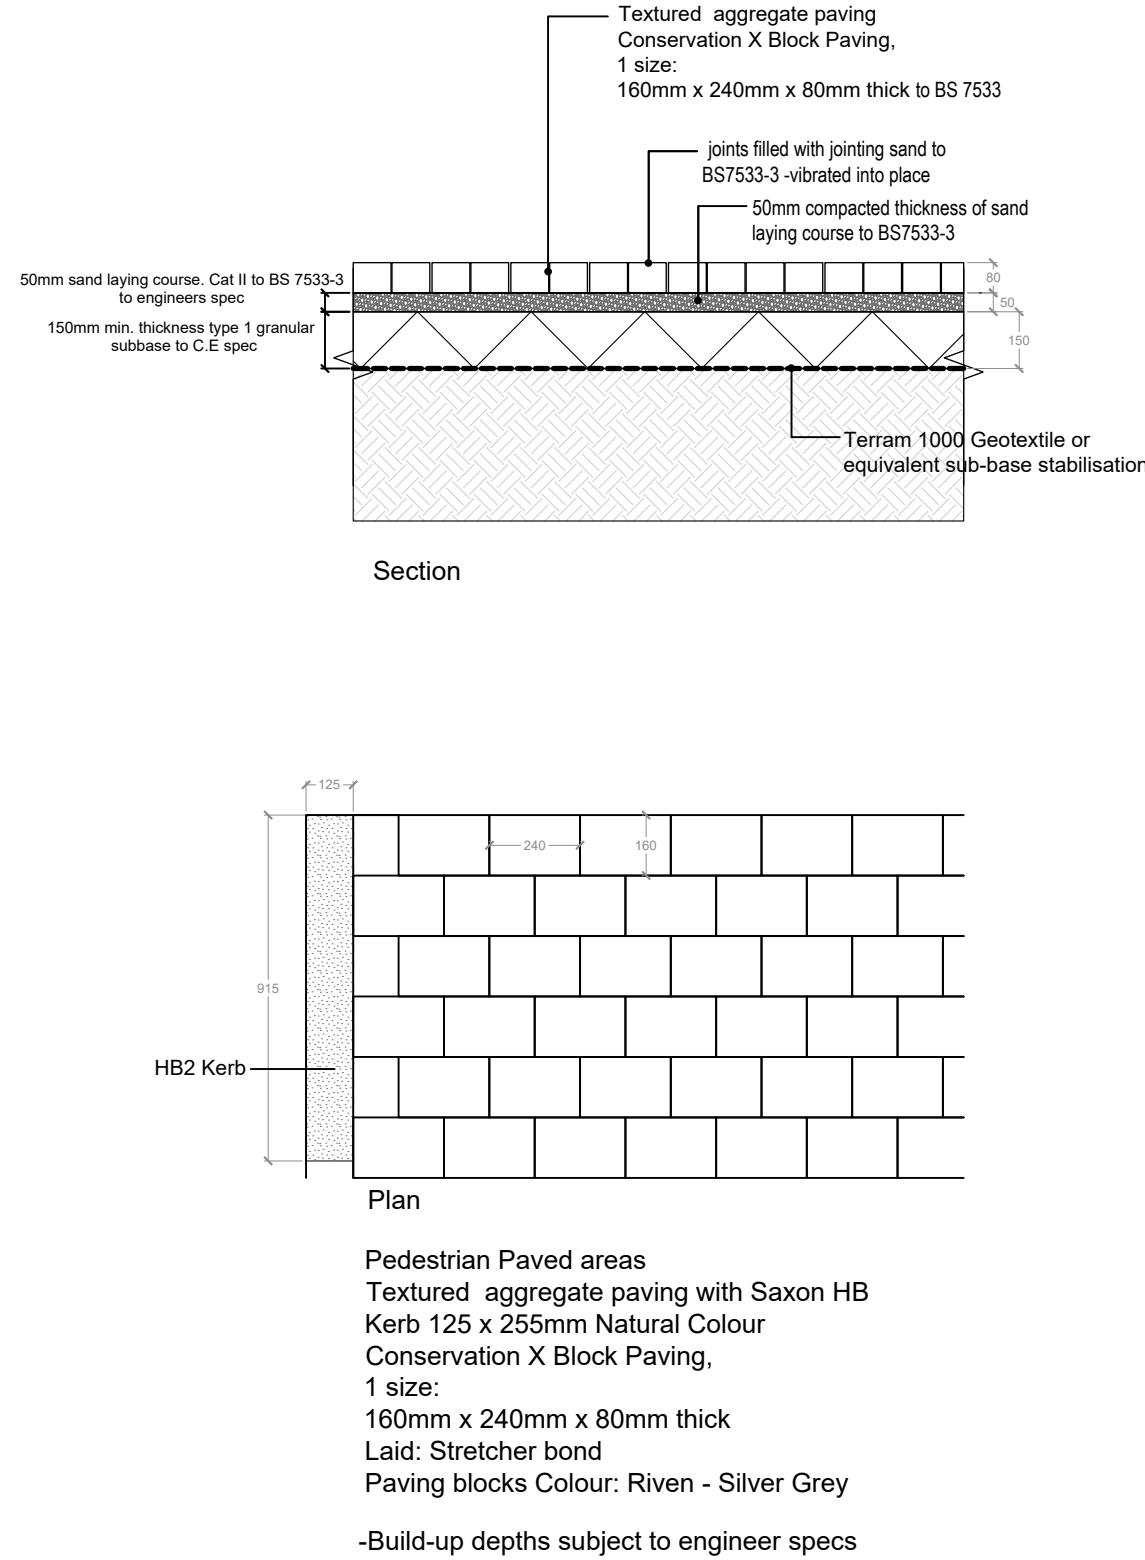 Textured  aggregate paving
Conservation X Block Paving,
1 size:
160mm x 240mm x 80mm thick to BS 7533
joints filled with jointing sand to
BS7533-3 -vibrated into place
50mm compacted thickness of sand
laying course to BS7533-3
50mm sand laying course. Cat II to BS 7533-3
to engineers spec
150mm min. thickness type 1 granular
subbase to C.E spec
80
50
150
Terram 1000 Geotextile or
equivalent sub-base stabilisation
Section
125
240
160
915
HB2 Kerb
Plan
Pedestrian Paved areas
Textured  aggregate paving with Saxon HB
Kerb 125 x 255mm Natural Colour
Conservation X Block Paving,
1 size:
160mm x 240mm x 80mm thick
Laid: Stretcher bond
Paving blocks Colour: Riven - Silver Grey
-Build-up depths subject to engineer specs